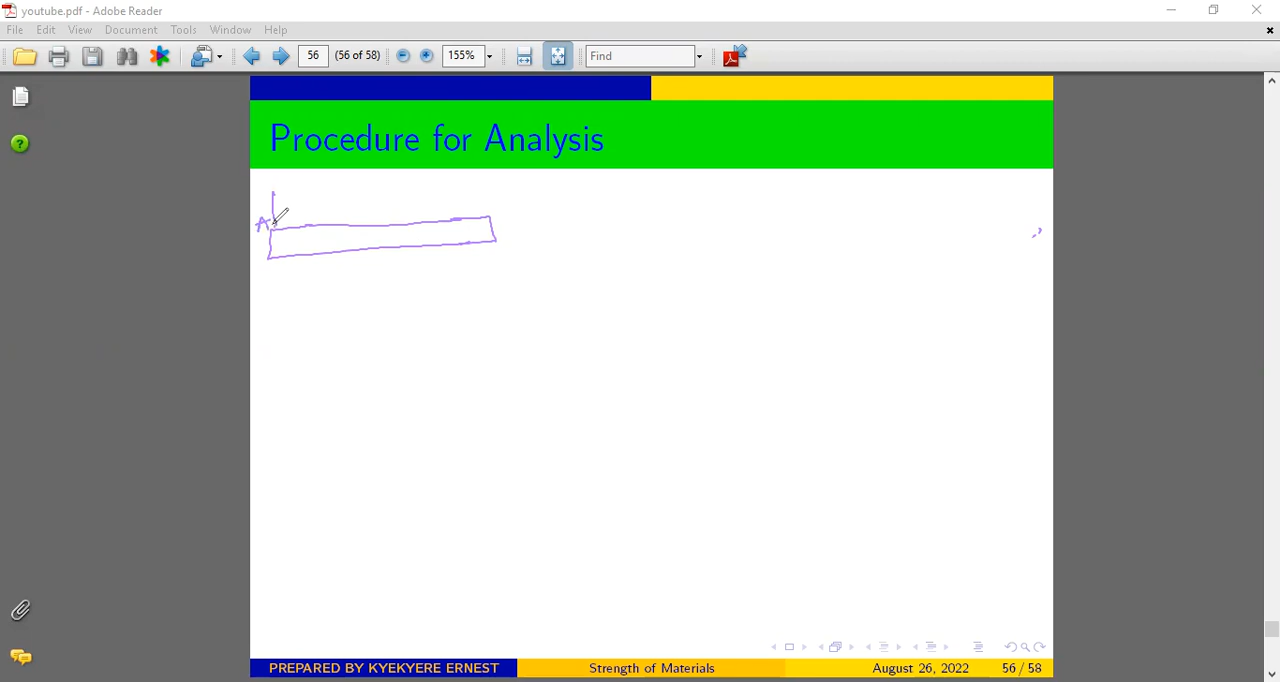 youtube.pdf - Adobe Reader
File Edit View Document Tools Window Help
56 (56 of 58) 155% Find
Procedure for Analysis
A
PREPARED BY KYEKYERE ERNEST Strength of Materials August 26, 2022 56 / 58